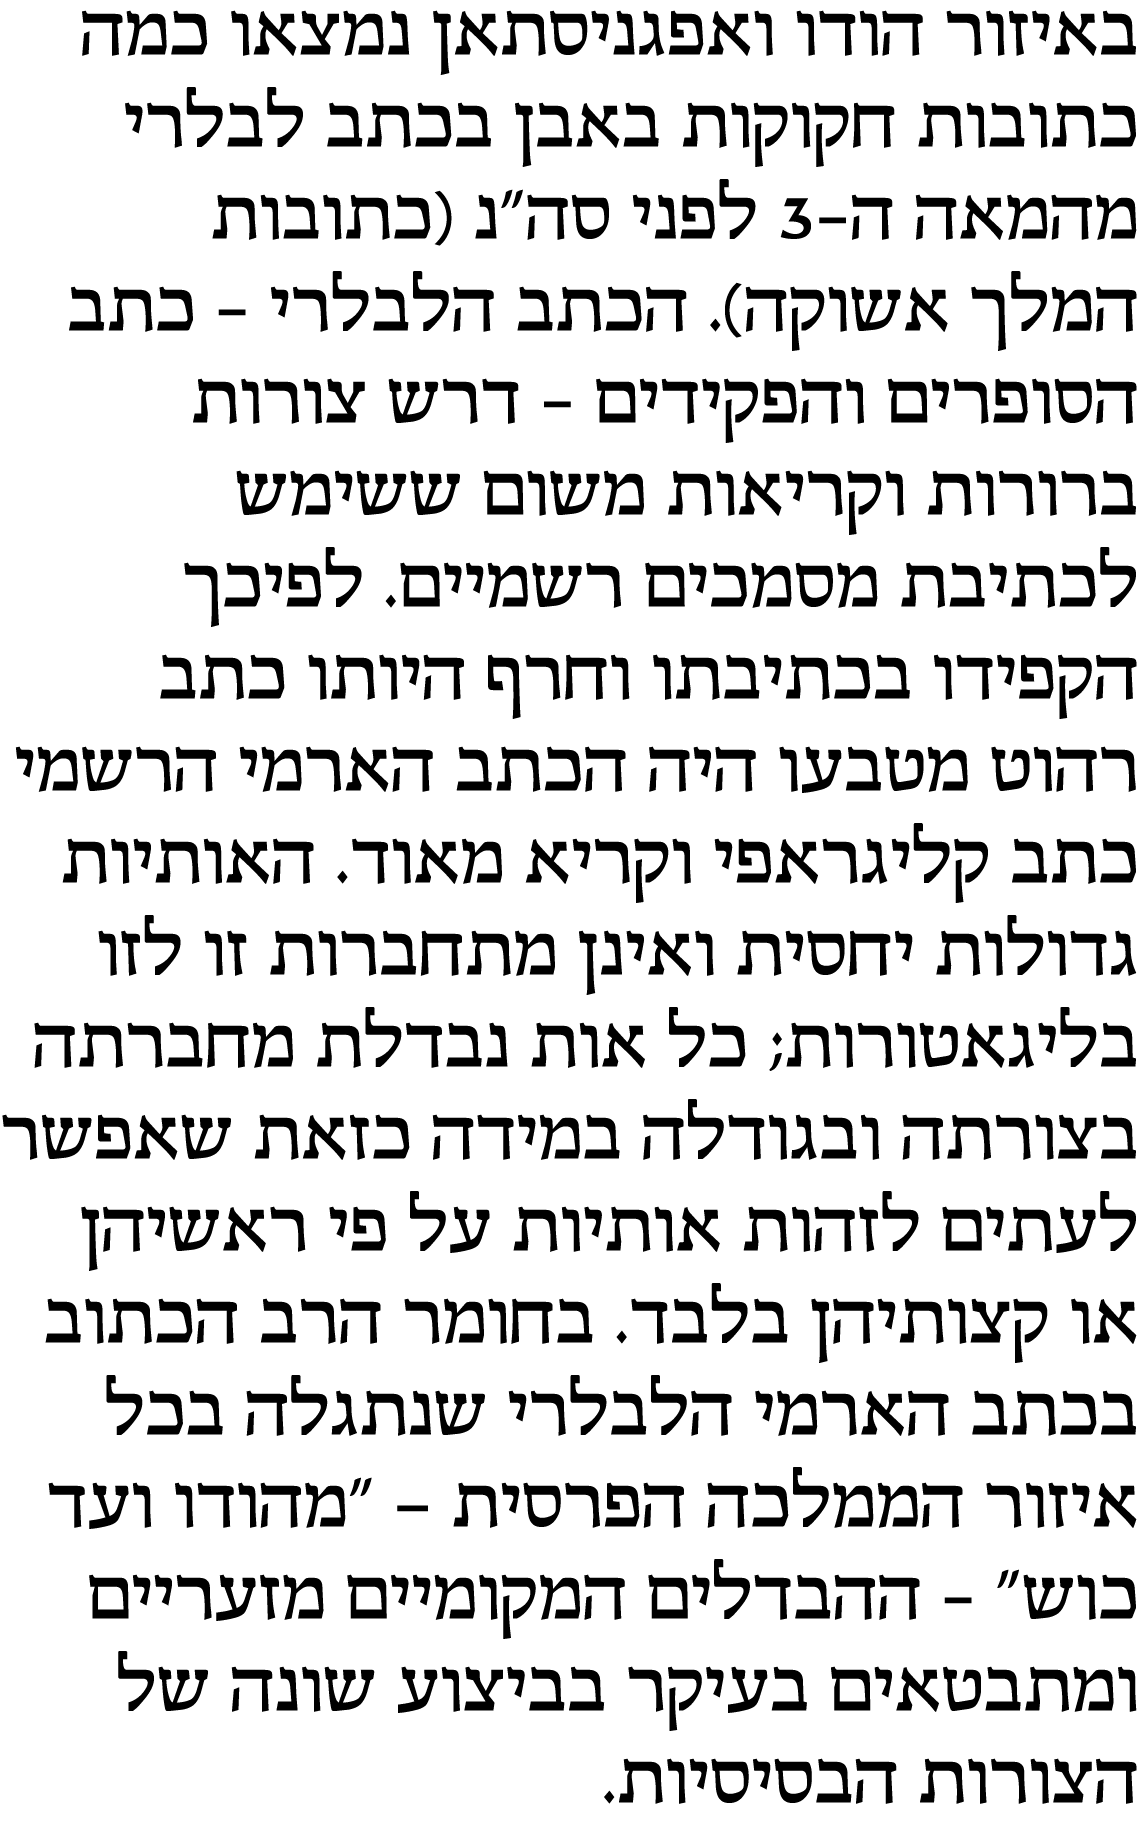 באיזור הודו ואפגניסתאן נמצאו כמה
כתובות חקוקות באבן בכתב לבלרי
מהמאה ה–3 לפני סה״נ (כתובות
המלך אשוקה). הכתב הלבלרי – כתב
הסופרים והפקידים – דרש צורות
ברורות וקריאות משום ששימש
לכתיבת מסמכים רשמיים. לפיכך
הקפידו בכתיבתו וחרף היותו כתב
רהוט מטבעו היה הכתב הארמי הרשמי
כתב קליגראפי וקריא מאוד. האותיות
גדולות יחסית ואינן מתחברות זו לזו
בליגאטורות; כל אות נבדלת מחברתה
בצורתה ובגודלה במידה כזאת שאפשר
לעתים לזהות אותיות על פי ראשיהן
או קצותיהן בלבד. בחומר הרב הכתוב
בכתב הארמי הלבלרי שנתגלה בכל
איזור הממלכה הפרסית – ״מהודו ועד
כוש״ – ההבדלים המקומיים מזעריים
ומתבטאים בעיקר בביצוע שונה של
הצורות הבסיסיות.